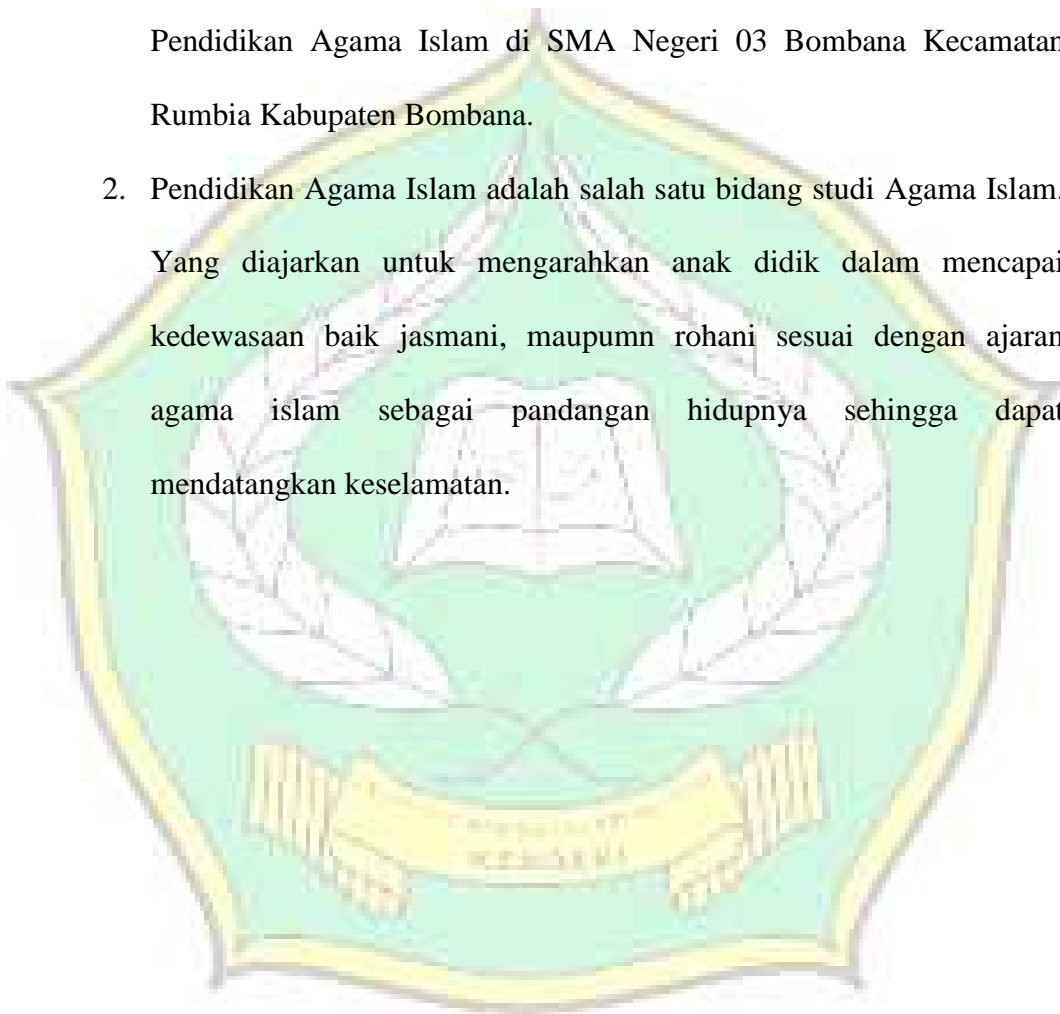 Pendidikan Agama Islam di SMA Negeri 03 Bombana Kecamatan
Rumbia Kabupaten Bombana.
2. Pendidikan Agama Islam adalah salah satu bidang studi Agama Islam.
Yang diajarkan untuk mengarahkan anak didik dalam mencapai
kedewasaan baik jasmani, maupumn rohani sesuai dengan ajaran
agama islam sebagai pandangan hidupnya sehingga dapat
mendatangkan keselamatan.
KENDARI